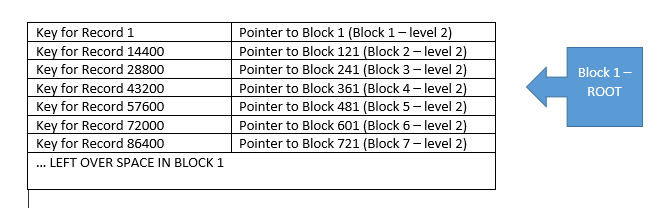 Key for Record 1 Pointer to Block 1 (Block 1 – level 2)
Key for Record 14400 Pointer to Block 121 (Block 2 – level 2)
Key for Record 28800 Pointer to Block 241 (Block 3 – level 2)
Key for Record 43200 Pointer to Block 361 (Block 4 – level 2)
Key for Record 57600 Pointer to Block 481 (Block 5 – level 2)
Key for Record 72000 Pointer to Block 601 (Block 6 – level 2)
Key for Record 86400 Pointer to Block 721 (Block 7 – level 2)
... LEFT OVER SPACE IN BLOCK 1
Block 1 –
ROOT